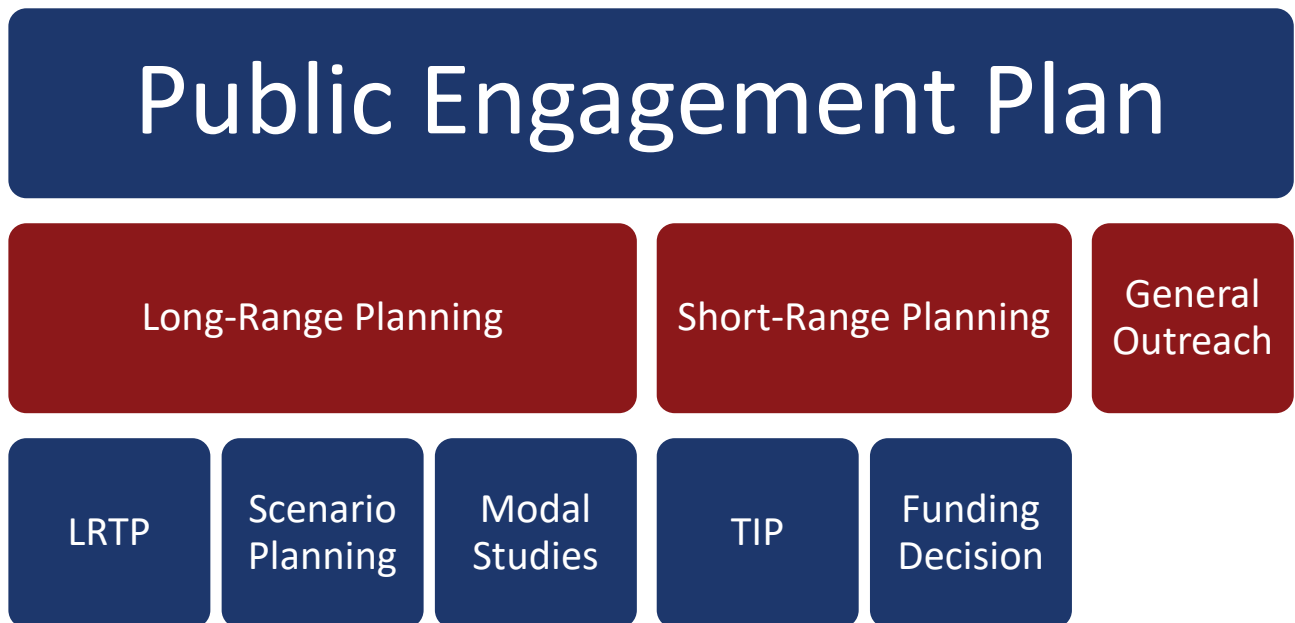 Public Engagement Plan
Long-Range Planning
Short-Range Planning
General
Outreach
LRTP
Scenario
Planning
Modal
Studies
TIP
Funding
Decision